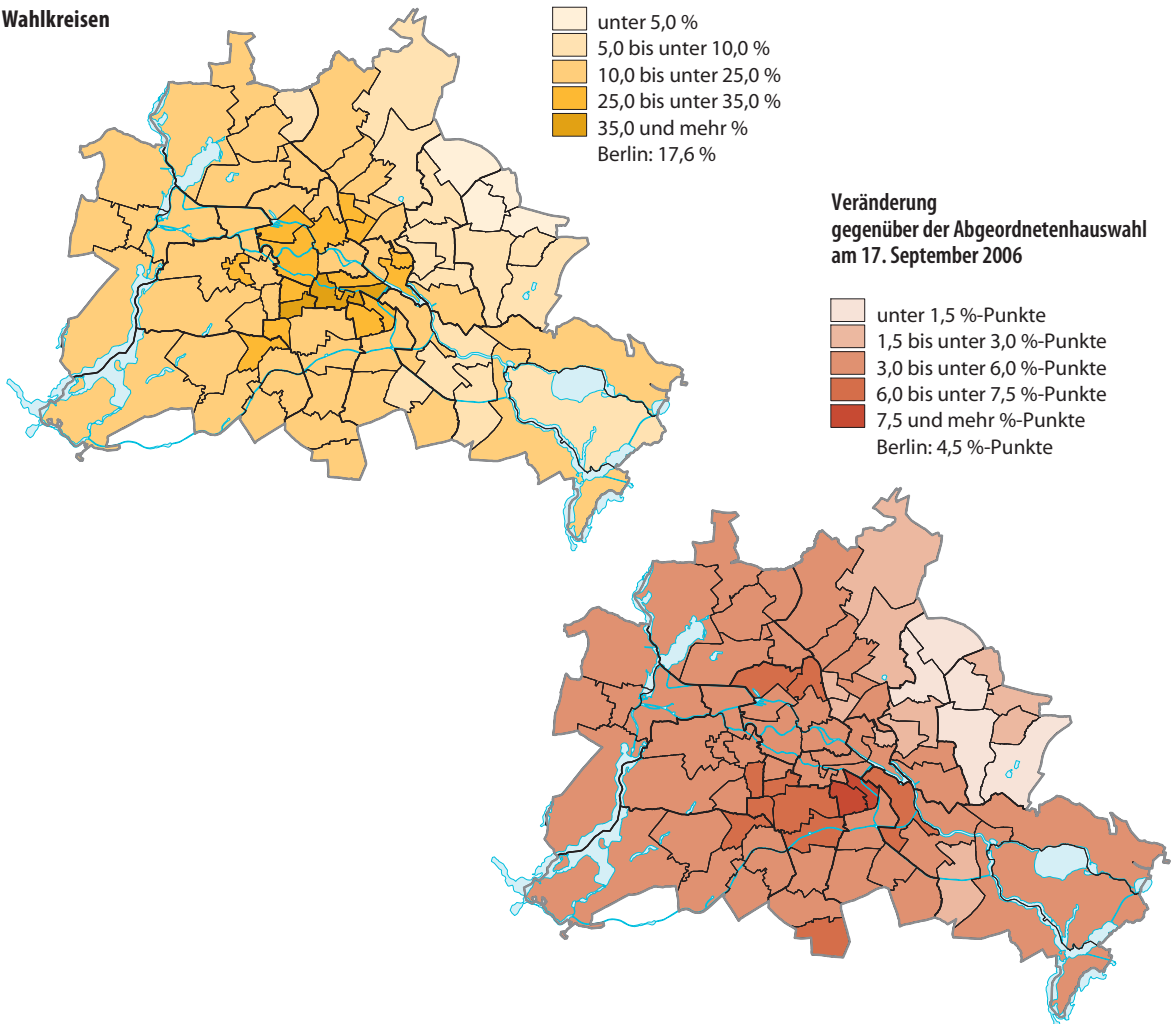 Wahlkreisen
unter 5,0 %
5,0 bis unter 10,0 %
10,0 bis unter 25,0 %
25,0 bis unter 35,0 %
35,0 und mehr %
Berlin: 17,6 %
Veränderung
gegenüber der Abgeordnetenhauswahl
am 17. September 2006
unter 1,5 %-Punkte
1,5 bis unter 3,0 %-Punkte
3,0 bis unter 6,0 %-Punkte
6,0 bis unter 7,5 %-Punkte
7,5 und mehr %-Punkte
Berlin: 4,5 %-Punkte